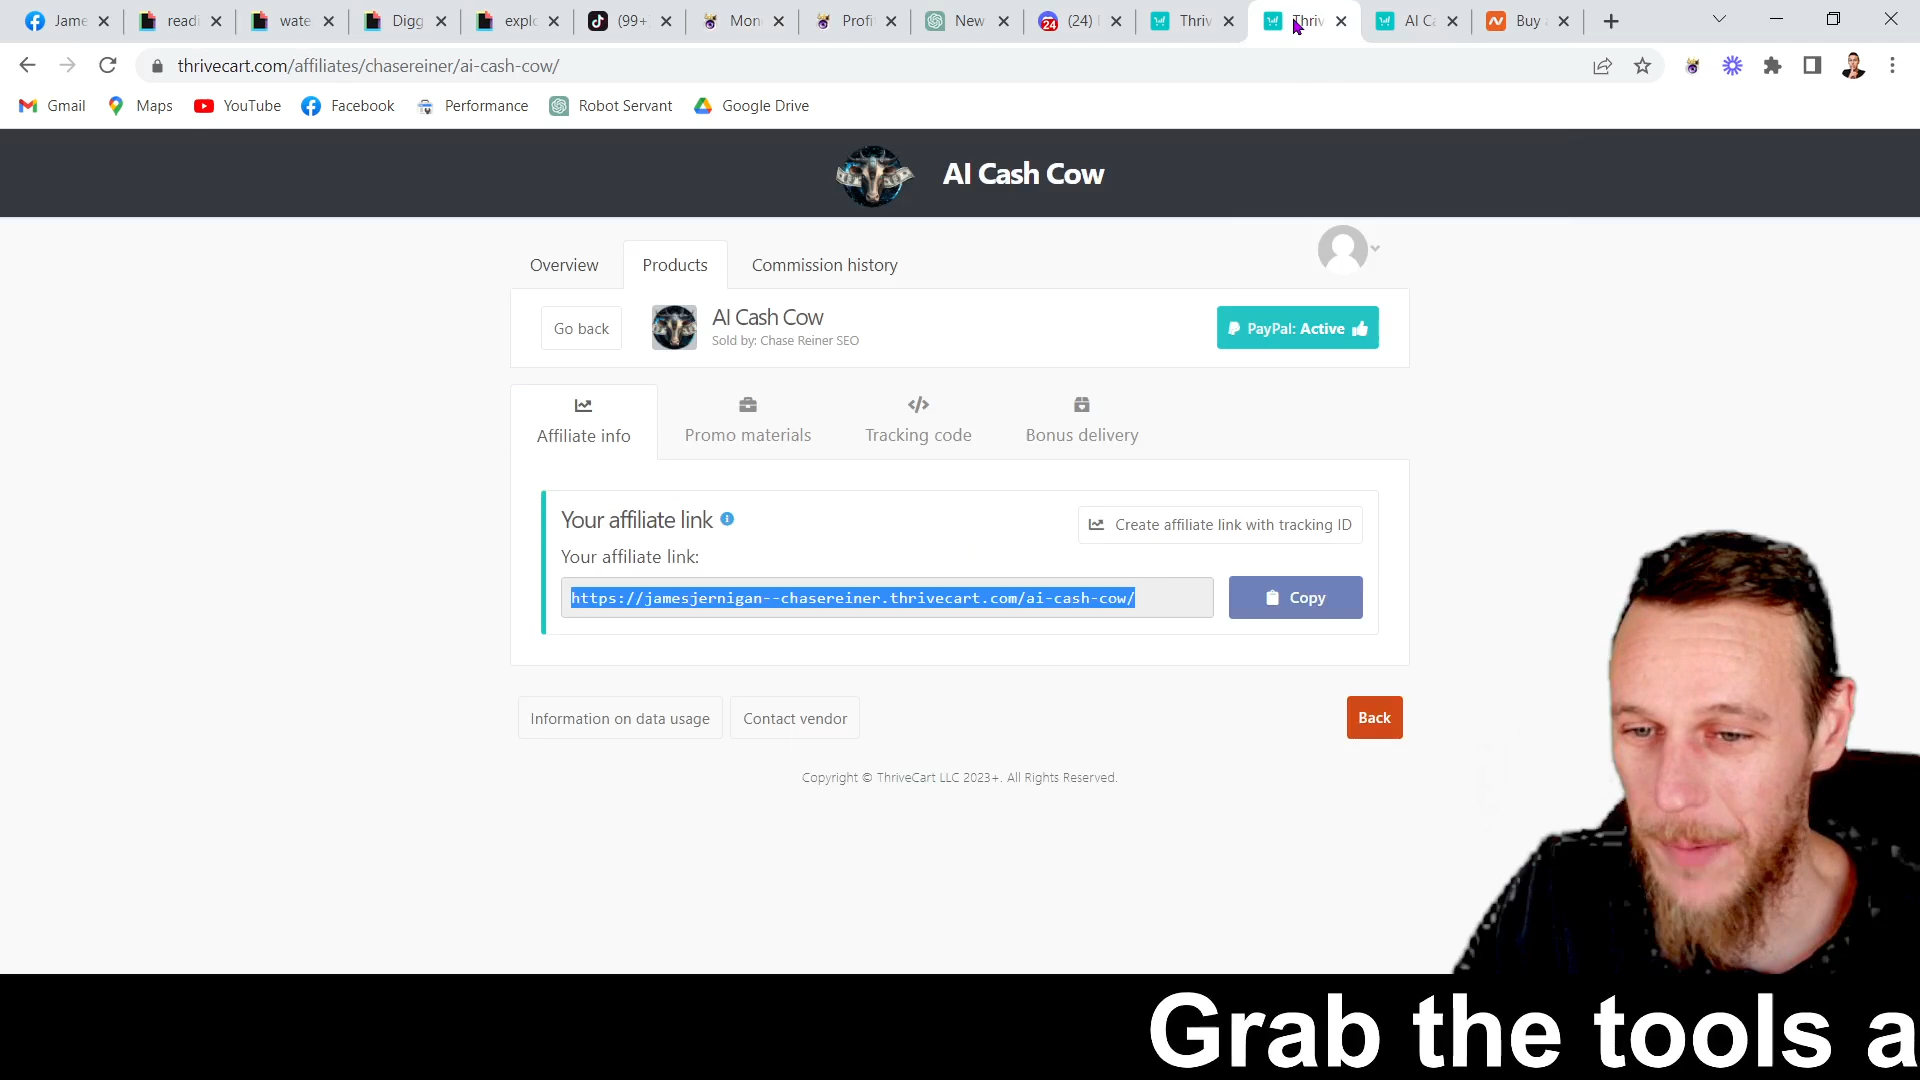 Jame
readi
wate
Digg
explo
(99+)
Mon
Profi
New
24
(24)
Thriv
Thriv
AI Ca
Buy
thrivecart.com/affiliates/chasereiner/ai-cash-cow/
Gmail
Maps
YouTube
Facebook
Performance
Robot Servant
Google Drive
AI Cash Cow
Overview
Products
Commission history
Go back
AI Cash Cow
Sold by: Chase Reiner SEO
PayPal: Active
Affiliate info
Promo materials
Tracking code
Bonus delivery
Your affiliate link
Create affiliate link with tracking ID
Your affiliate link:
https://jamesjernigan--chasereiner.thrivecart.com/ai-cash-cow/
Copy
Information on data usage
Contact vendor
Back
Copyright © ThriveCart LLC 2023+. All Rights Reserved.
Grab the tools a